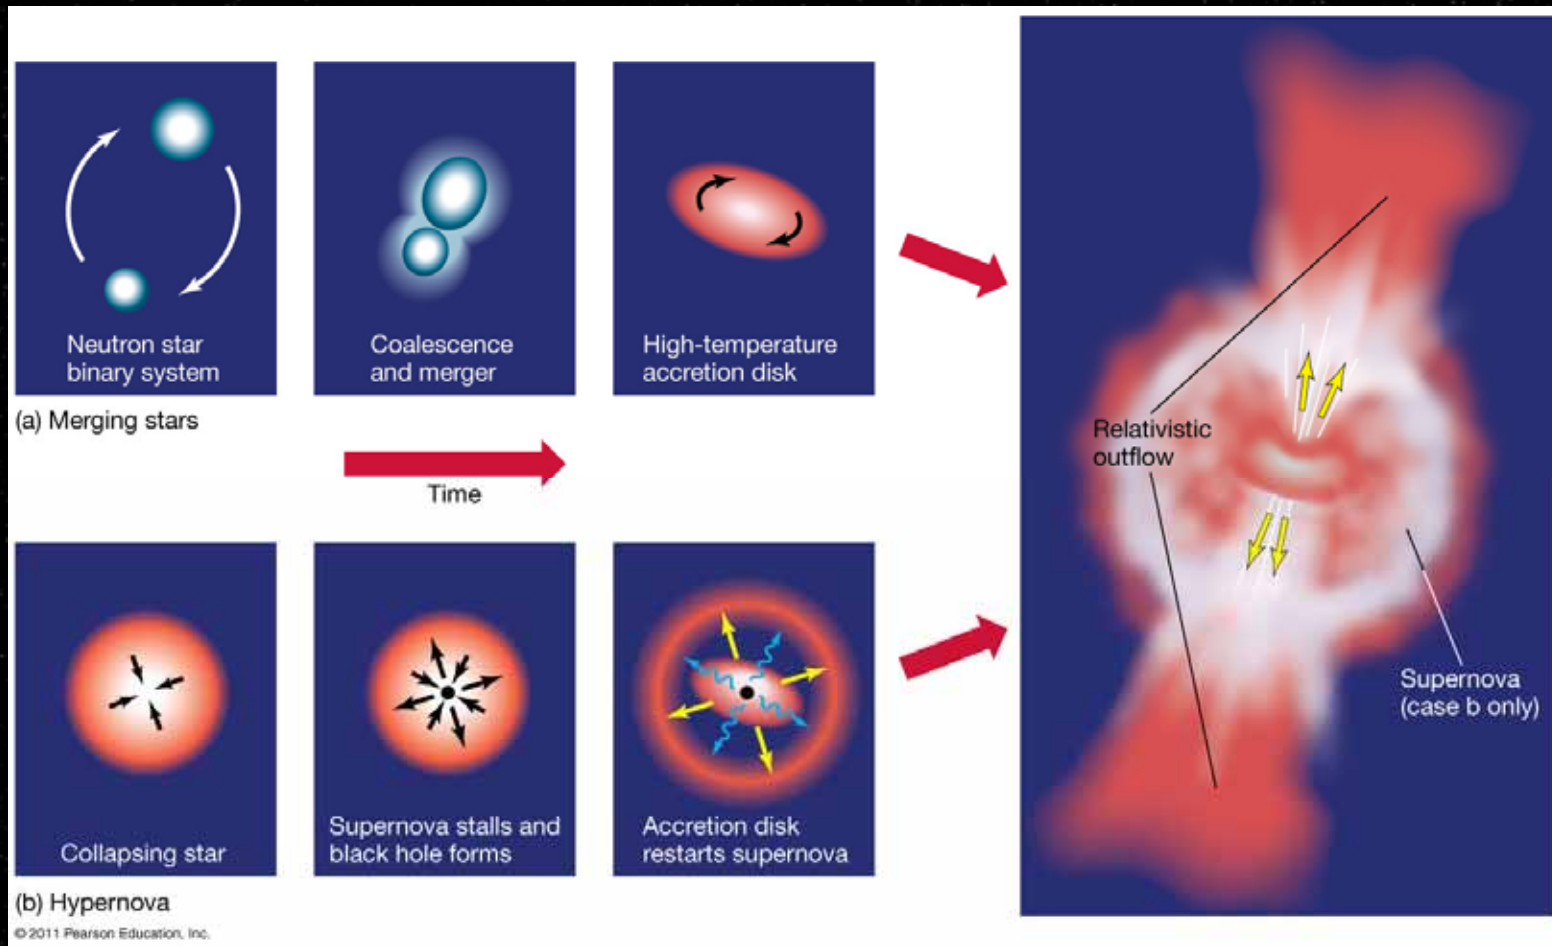 Neutron star
binary system
Coalescence
and merger
High-temperature
accretion disk
(a) Merging stars
Time
Collapsing star
Supernova stalls and
black hole forms
Accretion disk
restarts supernova
(b) Hypernova
© 2011 Pearson Education, Inc.
Relativistic
outflow
Supernova
(case b only)